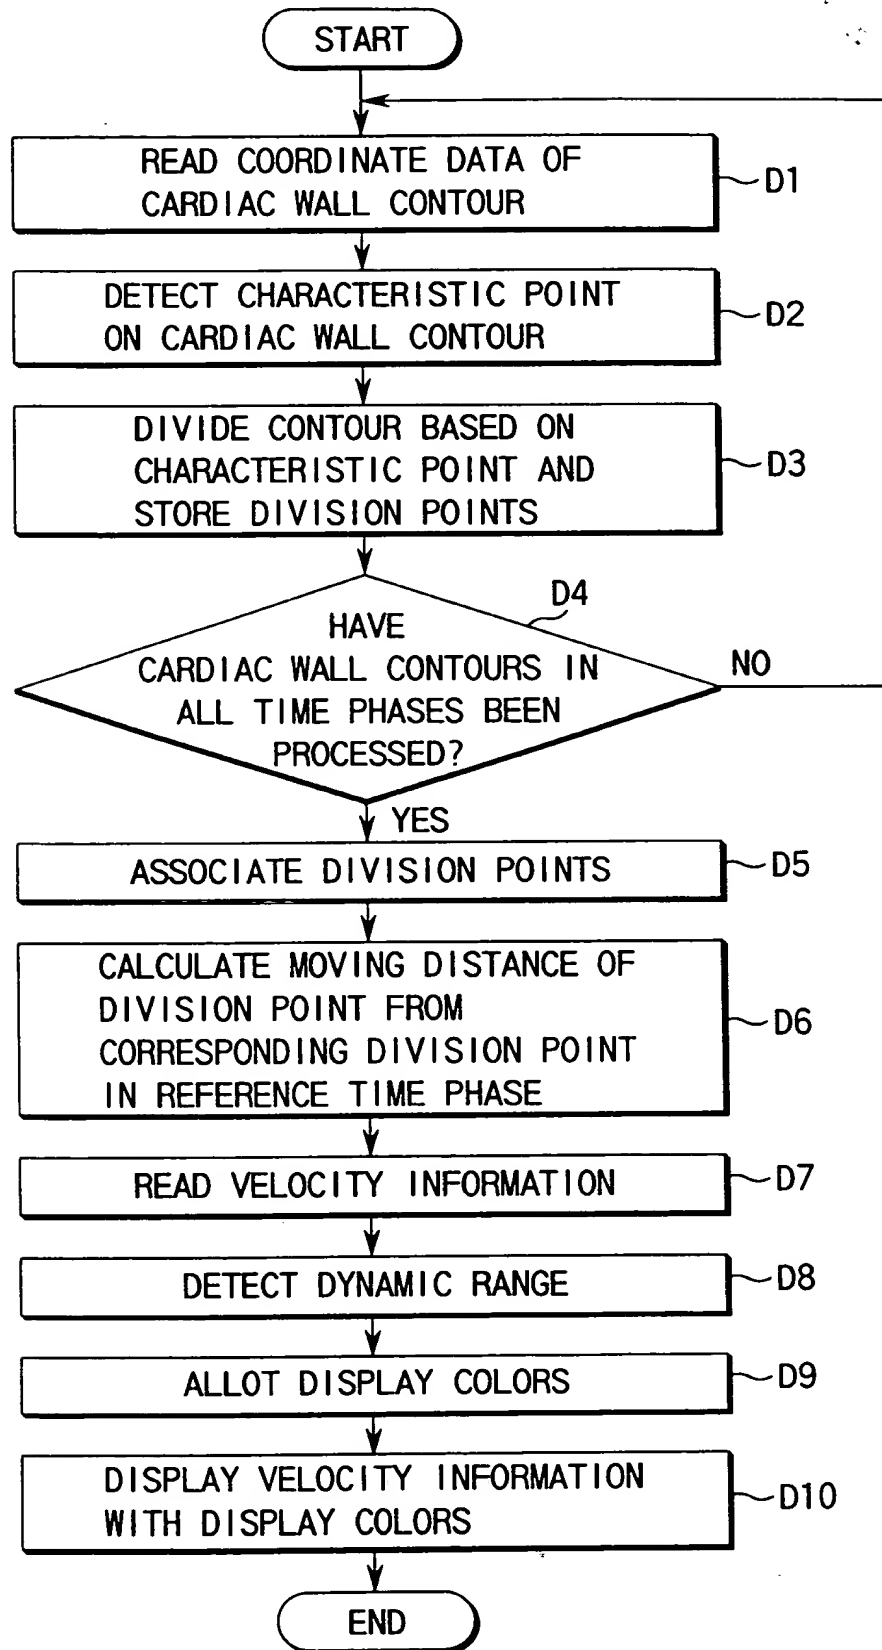 START
READ COORDINATE DATA OF
CARDIAC WALL CONTOUR
D1
DETECT CHARACTERISTIC POINT
ON CARDIAC WALL CONTOUR
D2
DIVIDE CONTOUR BASED ON
CHARACTERISTIC POINT AND
STORE DIVISION POINTS
D3
D4
HAVE
CARDIAC WALL CONTOURS IN
ALL TIME PHASES BEEN
PROCESSED?
NO
YES
ASSOCIATE DIVISION POINTS
D5
CALCULATE MOVING DISTANCE OF
DIVISION POINT FROM
CORRESPONDING DIVISION POINT
IN REFERENCE TIME PHASE
D6
READ VELOCITY INFORMATION
D7
DETECT DYNAMIC RANGE
D8
ALLOT DISPLAY COLORS
D9
DISPLAY VELOCITY INFORMATION
WITH DISPLAY COLORS
D10
END